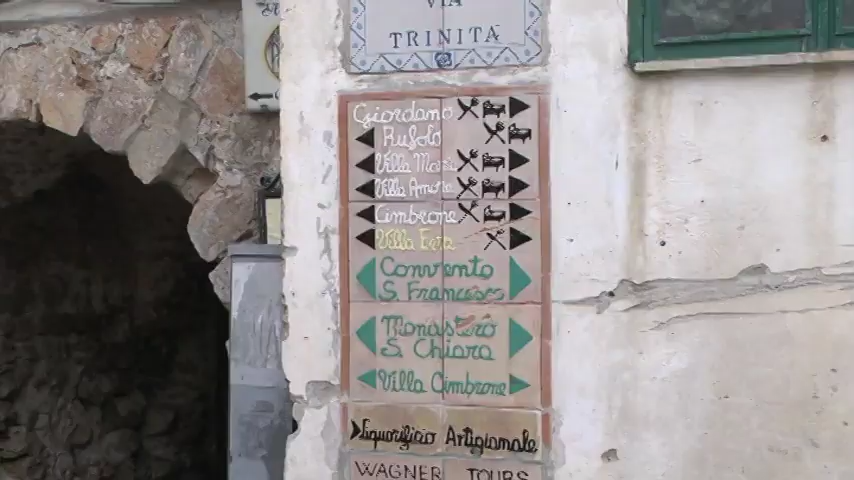 VIA
TRINITÀ
Giordano
Rufolo
Villa Maria
Villa Amore
Cimbrone
Villa Eva
Convento
S. Francesco
Monastero
S. Chiara
Villa Cimbrone
Liquorificio Artigianale
WAGNER TOURS